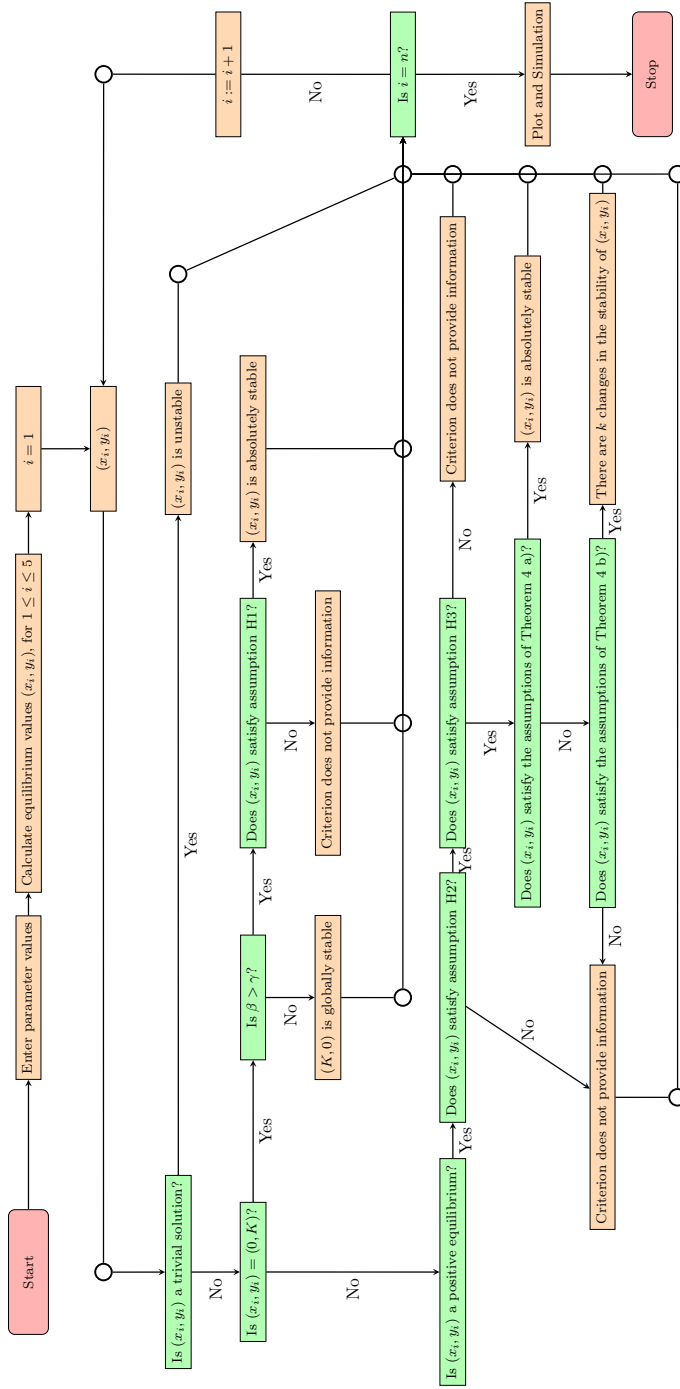 Start
Enter parameter values
Calculate equilibrium values $(x_i, y_i)$, for $1 \leq i \leq 5$
$i = 1$
$(x_i, y_i)$
Is $(x_i, y_i)$ a trivial solution?
Yes
$(x_i, y_i)$ is unstable
No
Is $(x_i, y_i) = (0, K)$?
Yes
Is $\beta > \gamma$?
Yes
Does $(x_i, y_i)$ satisfy assumption H1?
Yes
$(x_i, y_i)$ is absolutely stable
$i := i + 1$
No
No
$(K, 0)$ is globally stable
No
Criterion does not provide information
No
Is $i = n$?
Is $(x_i, y_i)$ a positive equilibrium?
Yes
Does $(x_i, y_i)$ satisfy assumption H2?
Yes
Does $(x_i, y_i)$ satisfy assumption H3?
No
Criterion does not provide information
Yes
No
Yes
Does $(x_i, y_i)$ satisfy the assumptions of Theorem 4 a)?
Yes
$(x_i, y_i)$ is absolutely stable
Plot and Simulation
No
Criterion does not provide information
No
Does $(x_i, y_i)$ satisfy the assumptions of Theorem 4 b)?
Yes
There are $k$ changes in the stability of $(x_i, y_i)$
Stop